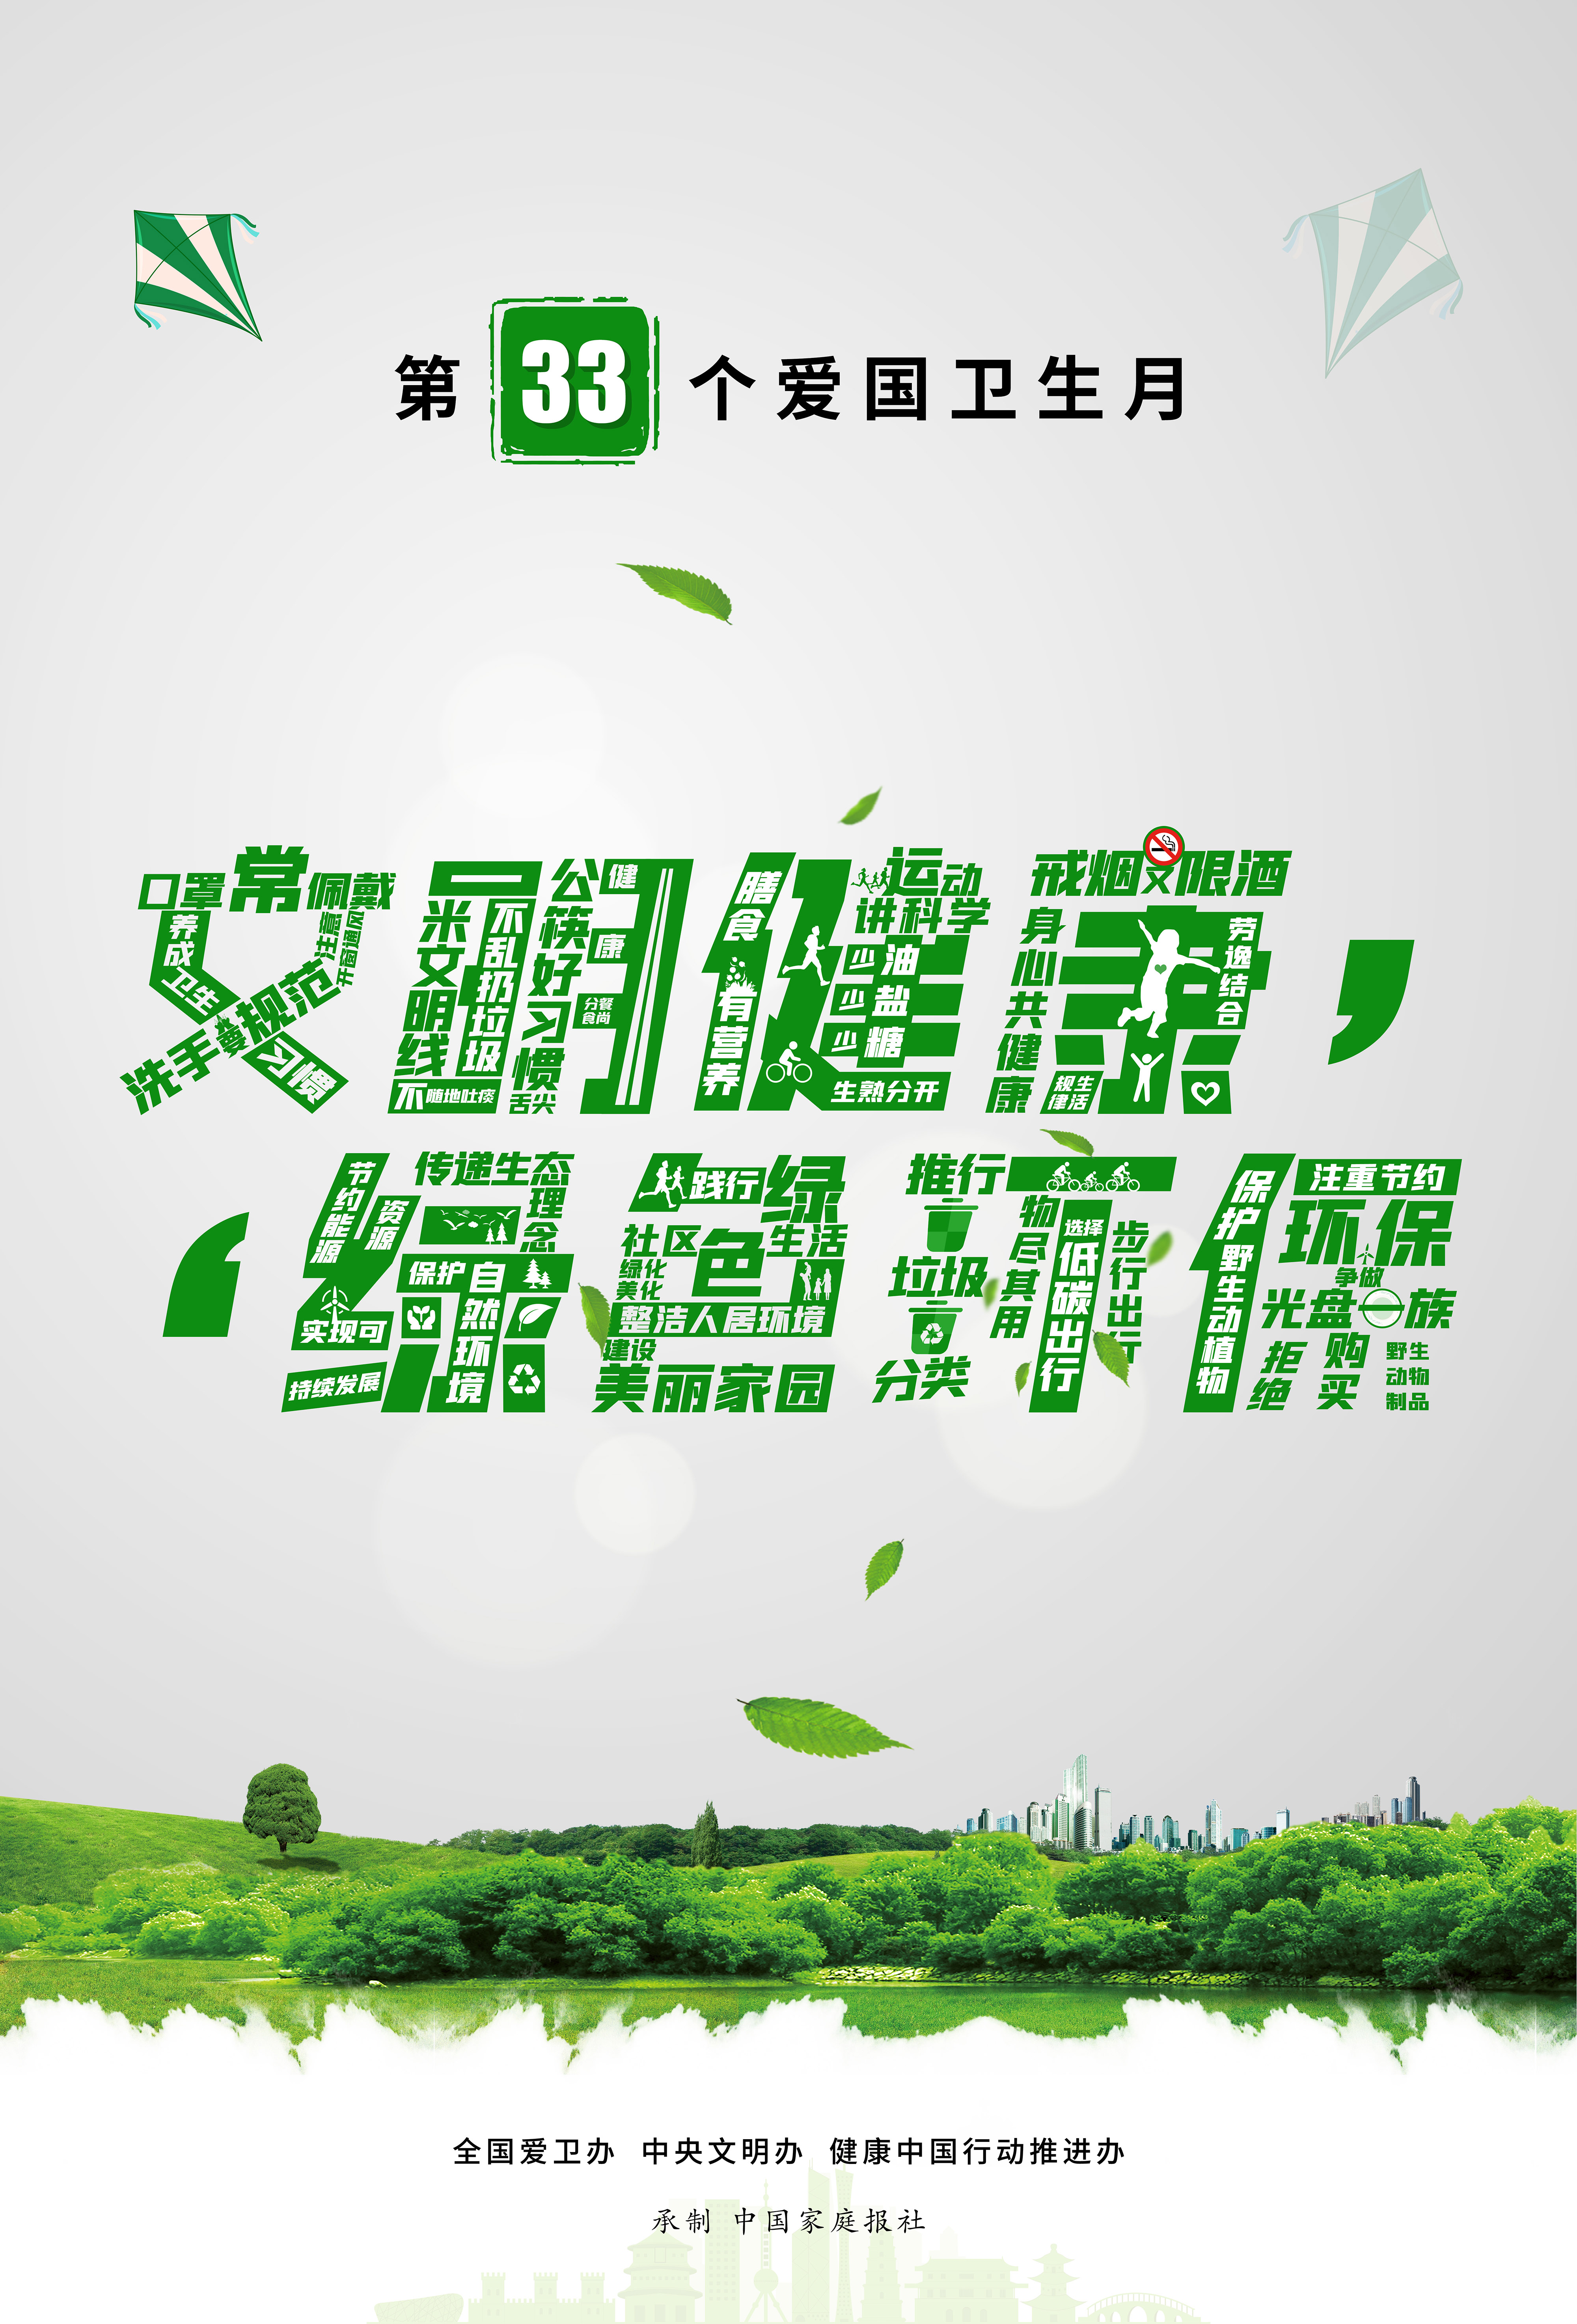 第33个爱国卫生月
口罩常佩戴
养成卫生习惯
注意开窗通风
洗手要规范
一米文明线
不乱扔垃圾
不随地吐痰
公筷好习惯
健康
分餐食尚
舌尖
膳食有营养
运动讲科学
少油
少盐
少糖
生熟分开
戒烟又限酒
身心共健康
劳逸结合
规律生活
，
“
节约能源
资源
传递生态理念
保护自然环境
实现可持续发展
践行绿色生活
社区绿化美化
整洁人居环境
建设美丽家园
推行垃圾分类
物尽其用
选择低碳出行
步行出行
保护野生动植物
注重节约
环保
争做光盘一族
拒绝购买野生动物制品
全国爱卫办 中央文明办 健康中国行动推进办
承制 中国家庭报社